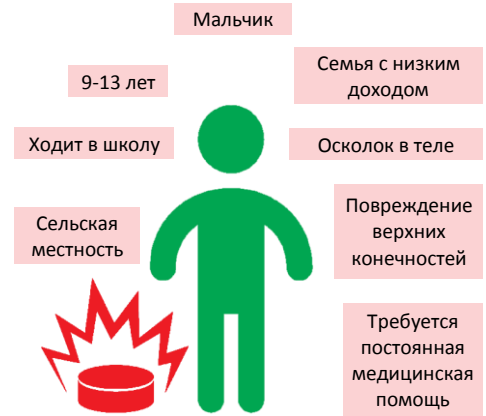 Мальчик
9-13 лет
Семья с низким
доходом
Ходит в школу
Осколок в теле
Сельская
местность
Повреждение
верхних
конечностей
Требуется
постоянная
медицинская
помощь